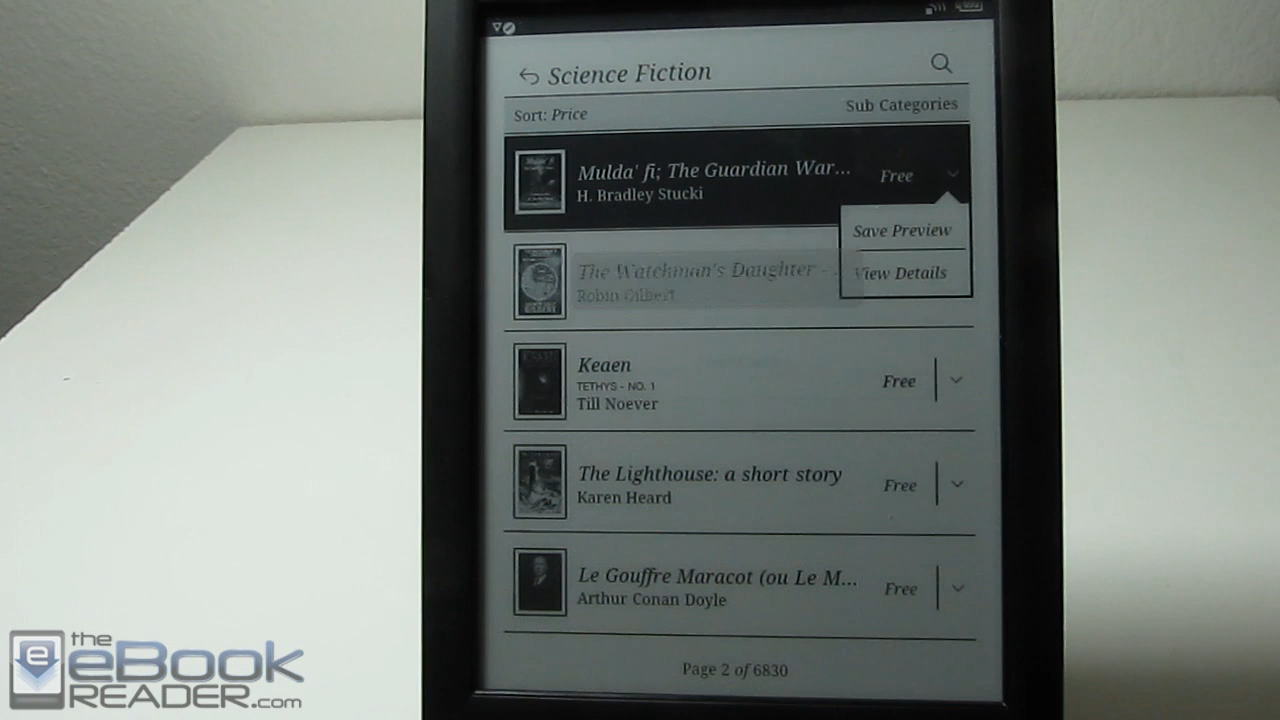 Science Fiction
Sort: Price
Sub Categories
Mulda' fi; The Guardian War...
H. Bradley Stucki
Free
Save Preview
View Details
The Watchman's Daughter -
Robin Gilbert
Keaen
TETHYS - NO. 1
Till Noever
Free
The Lighthouse: a short story
Karen Heard
Free
Le Gouffre Maracot (ou Le M...
Arthur Conan Doyle
Free
Page 2 of 6830
the
eBook
READER.com